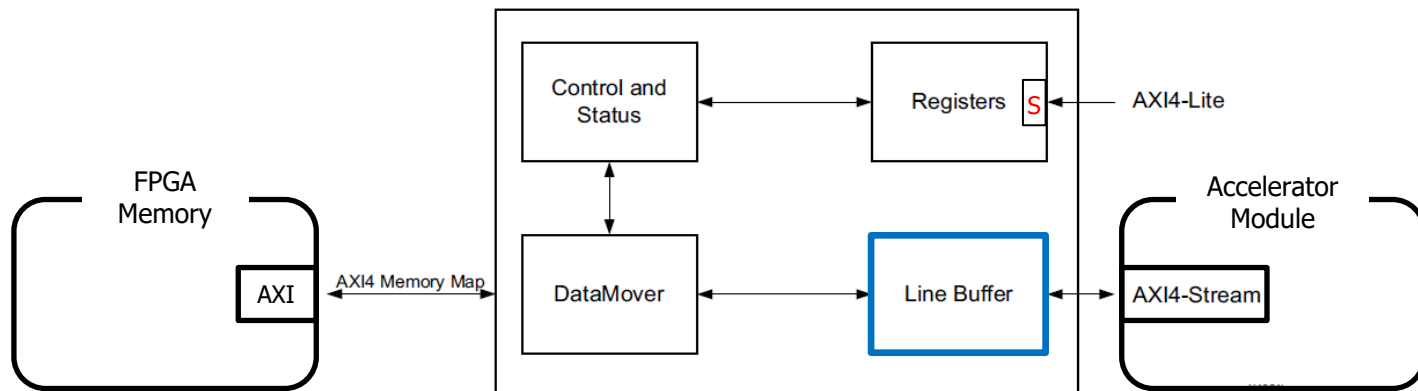 Control and
Status
Registers
S
AXI4-Lite
FPGA
Memory
AXI
AXI4 Memory Map
DataMover
Line Buffer
Accelerator
Module
AXI4-Stream